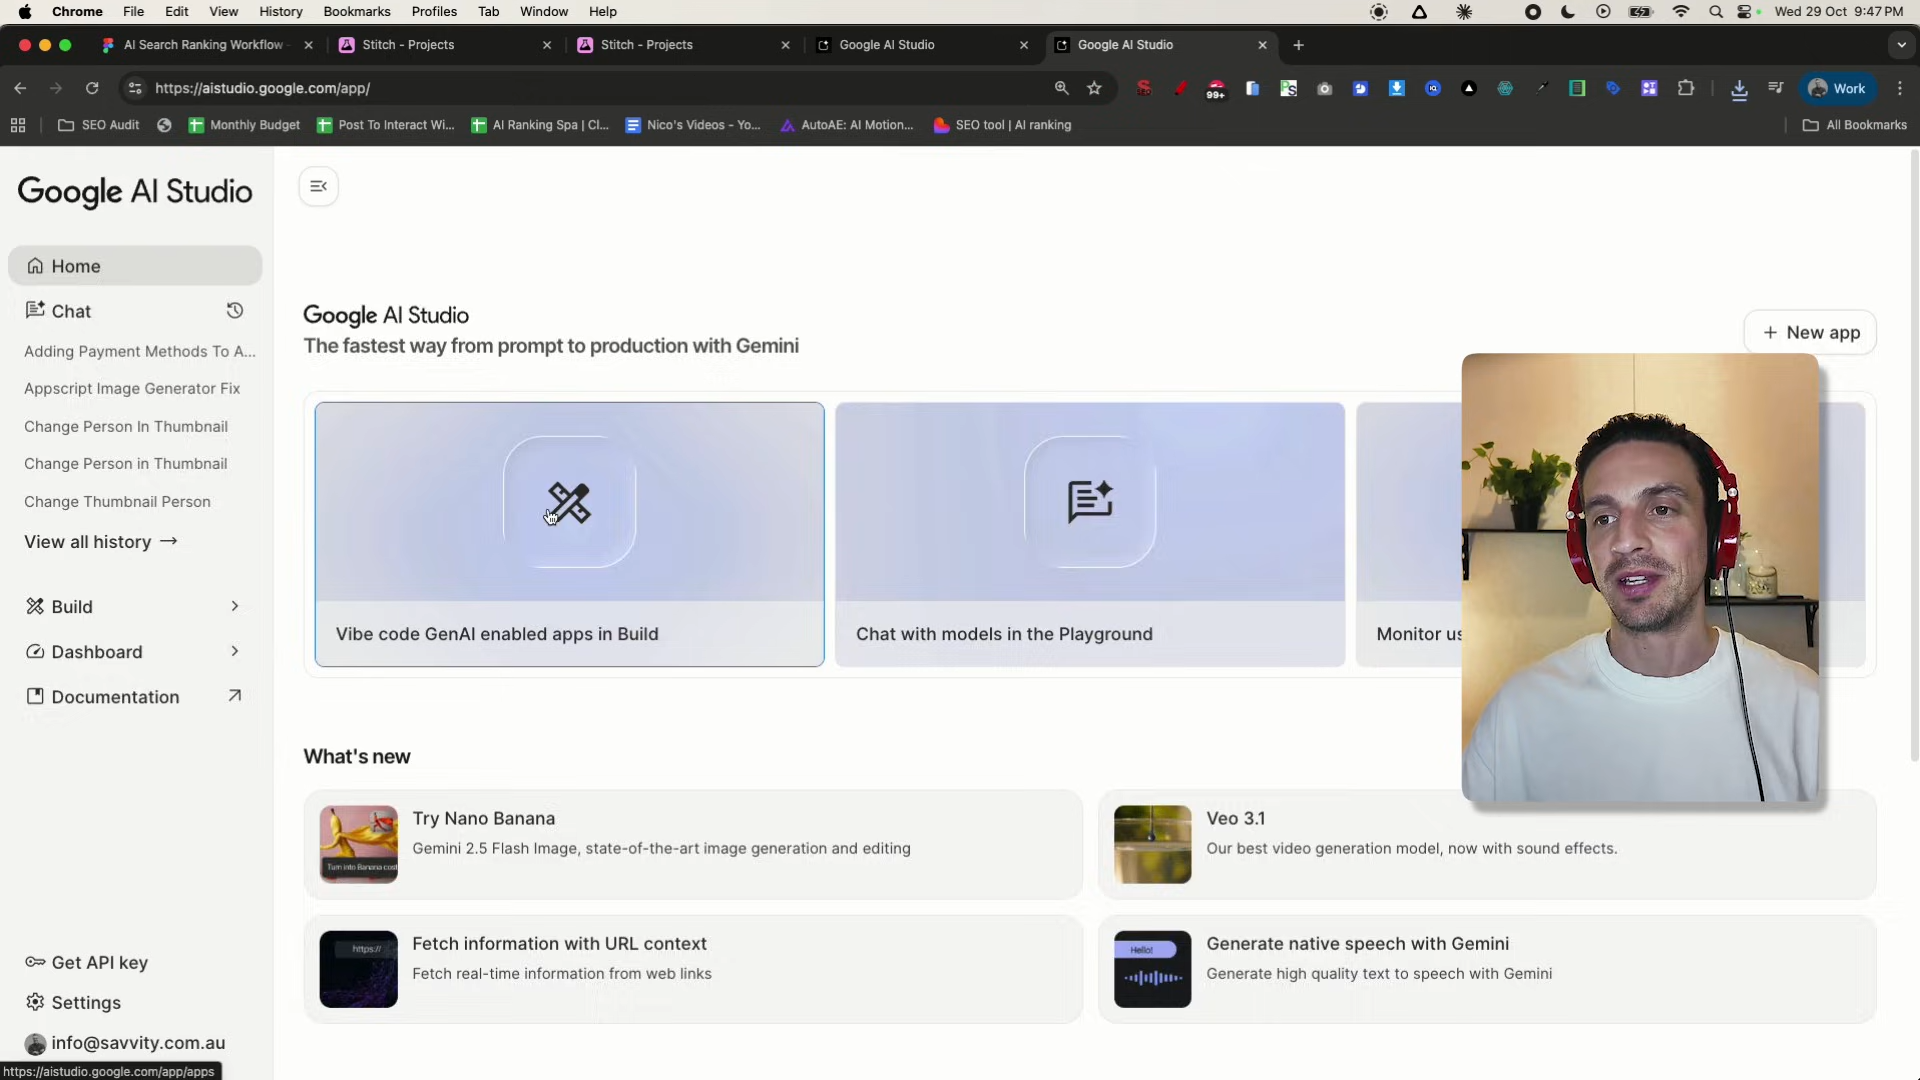 Chrome File Edit View History Bookmarks Profiles Tab Window Help Wed 29 Oct 9:47 PM
AI Search Ranking Workflow Stitch - Projects Stitch - Projects Google AI Studio Google AI Studio
https://aistudio.google.com/app/ 99+ Work
SEO Audit Monthly Budget Post To Interact Wi... AI Ranking Spa | Cl... Nico's Videos - Yo... AutoAE: AI Motion... SEO tool | AI ranking All Bookmarks
Google AI Studio
Home
Chat
Adding Payment Methods To A...
Appscript Image Generator Fix
Change Person In Thumbnail
Change Person in Thumbnail
Change Thumbnail Person
View all history →
Build
Dashboard
Documentation
Get API key
Settings
info@savvity.com.au
https://aistudio.google.com/app/apps
Google AI Studio
The fastest way from prompt to production with Gemini
+ New app
Vibe code GenAI enabled apps in Build
Chat with models in the Playground
Monitor us
What's new
Try Nano Banana
Gemini 2.5 Flash Image, state-of-the-art image generation and editing
Turn into Banana cost
Veo 3.1
Our best video generation model, now with sound effects.
Fetch information with URL context
Fetch real-time information from web links
https://
Generate native speech with Gemini
Generate high quality text to speech with Gemini
Hello!